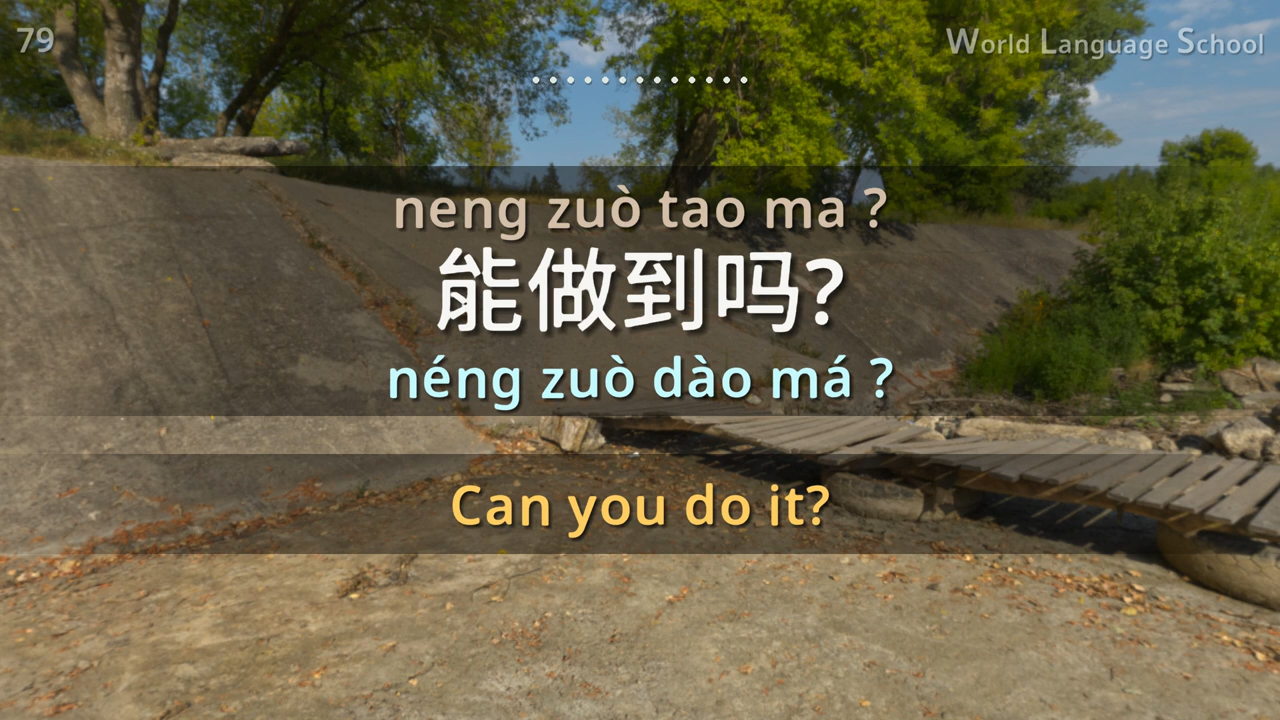 79
World Language School
neng zuò tao ma ?
能做到吗?
néng zuò dào má ?
Can you do it?